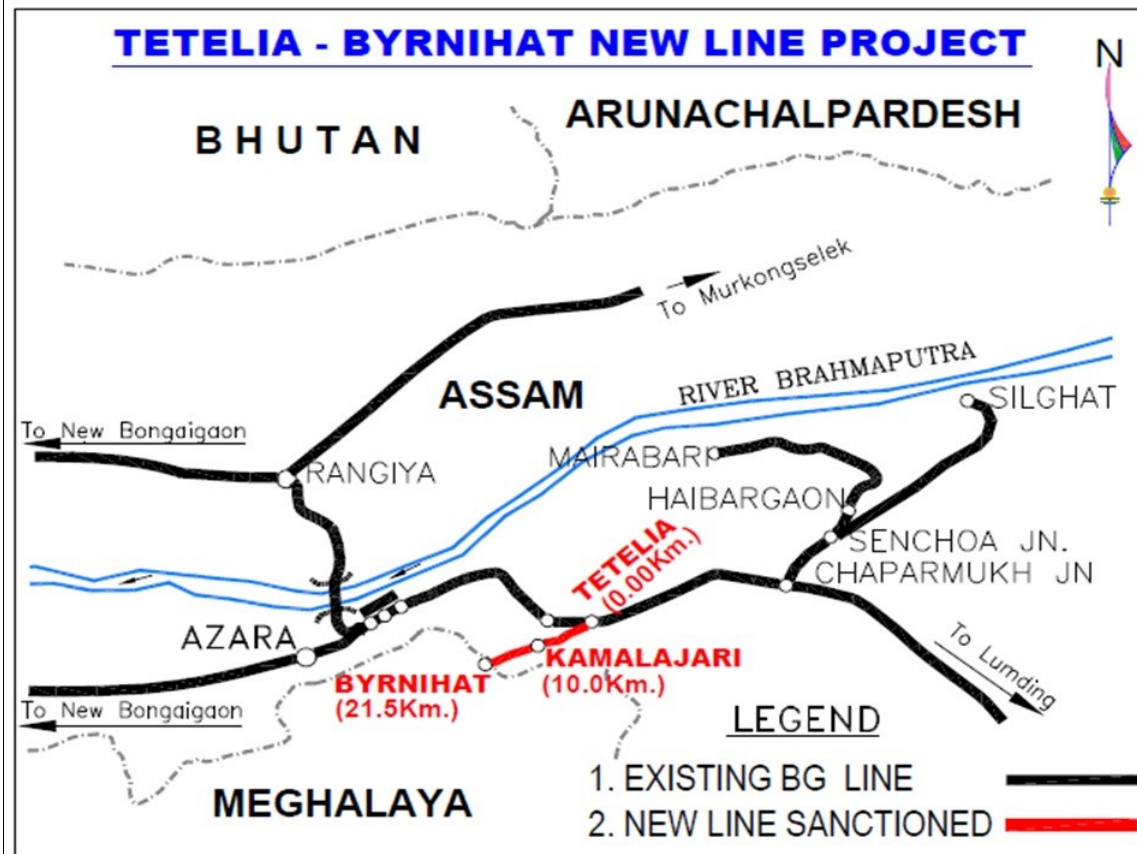 TETELIA - BYRNIHAT NEW LINE PROJECT
N
BHUTAN
ARUNACHALPARDESH
To Murkongselek
ASSAM
RIVER BRAHMAPUTRA
SILGHAT
To New Bongaigaon
RANGIYA
MAIRABARI
HAIBARGAON
SENCHOA JN.
CHAPARMUKH JN
TETELIA
(0.00Km.)
AZARA
KAMALAJARI
(10.0Km.)
BYRNIHAT
(21.5Km.)
To Lumding
To New Bongaigaon
LEGEND
MEGHALAYA
1. EXISTING BG LINE
2. NEW LINE SANCTIONED